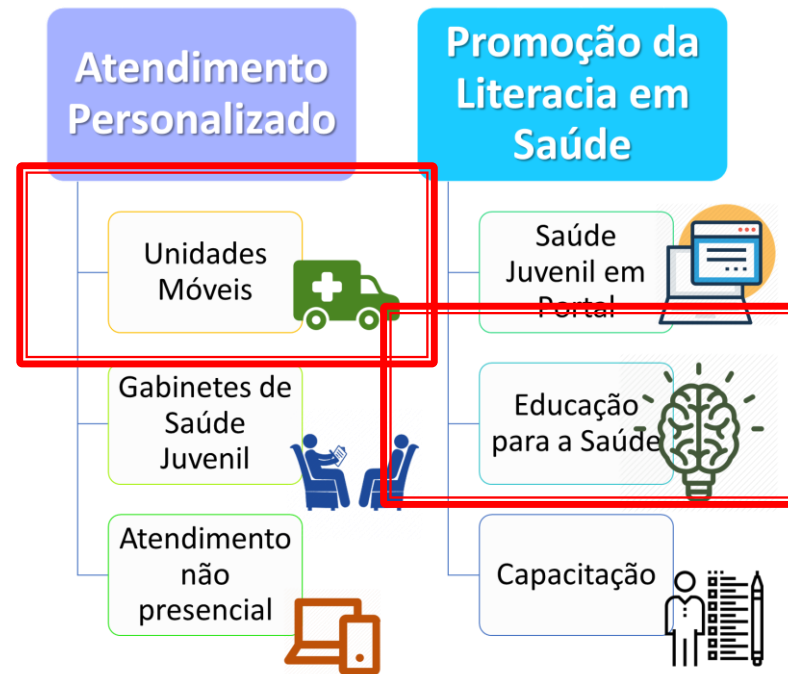 Atendimento
Personalizado
Unidades
Móveis
Gabinetes de
Saúde
Juvenil
Atendimento
não
presencial
Promoção da
Literacia em
Saúde
Saúde
Juvenil em
Portal
Educação
para a Saúde
Capacitação